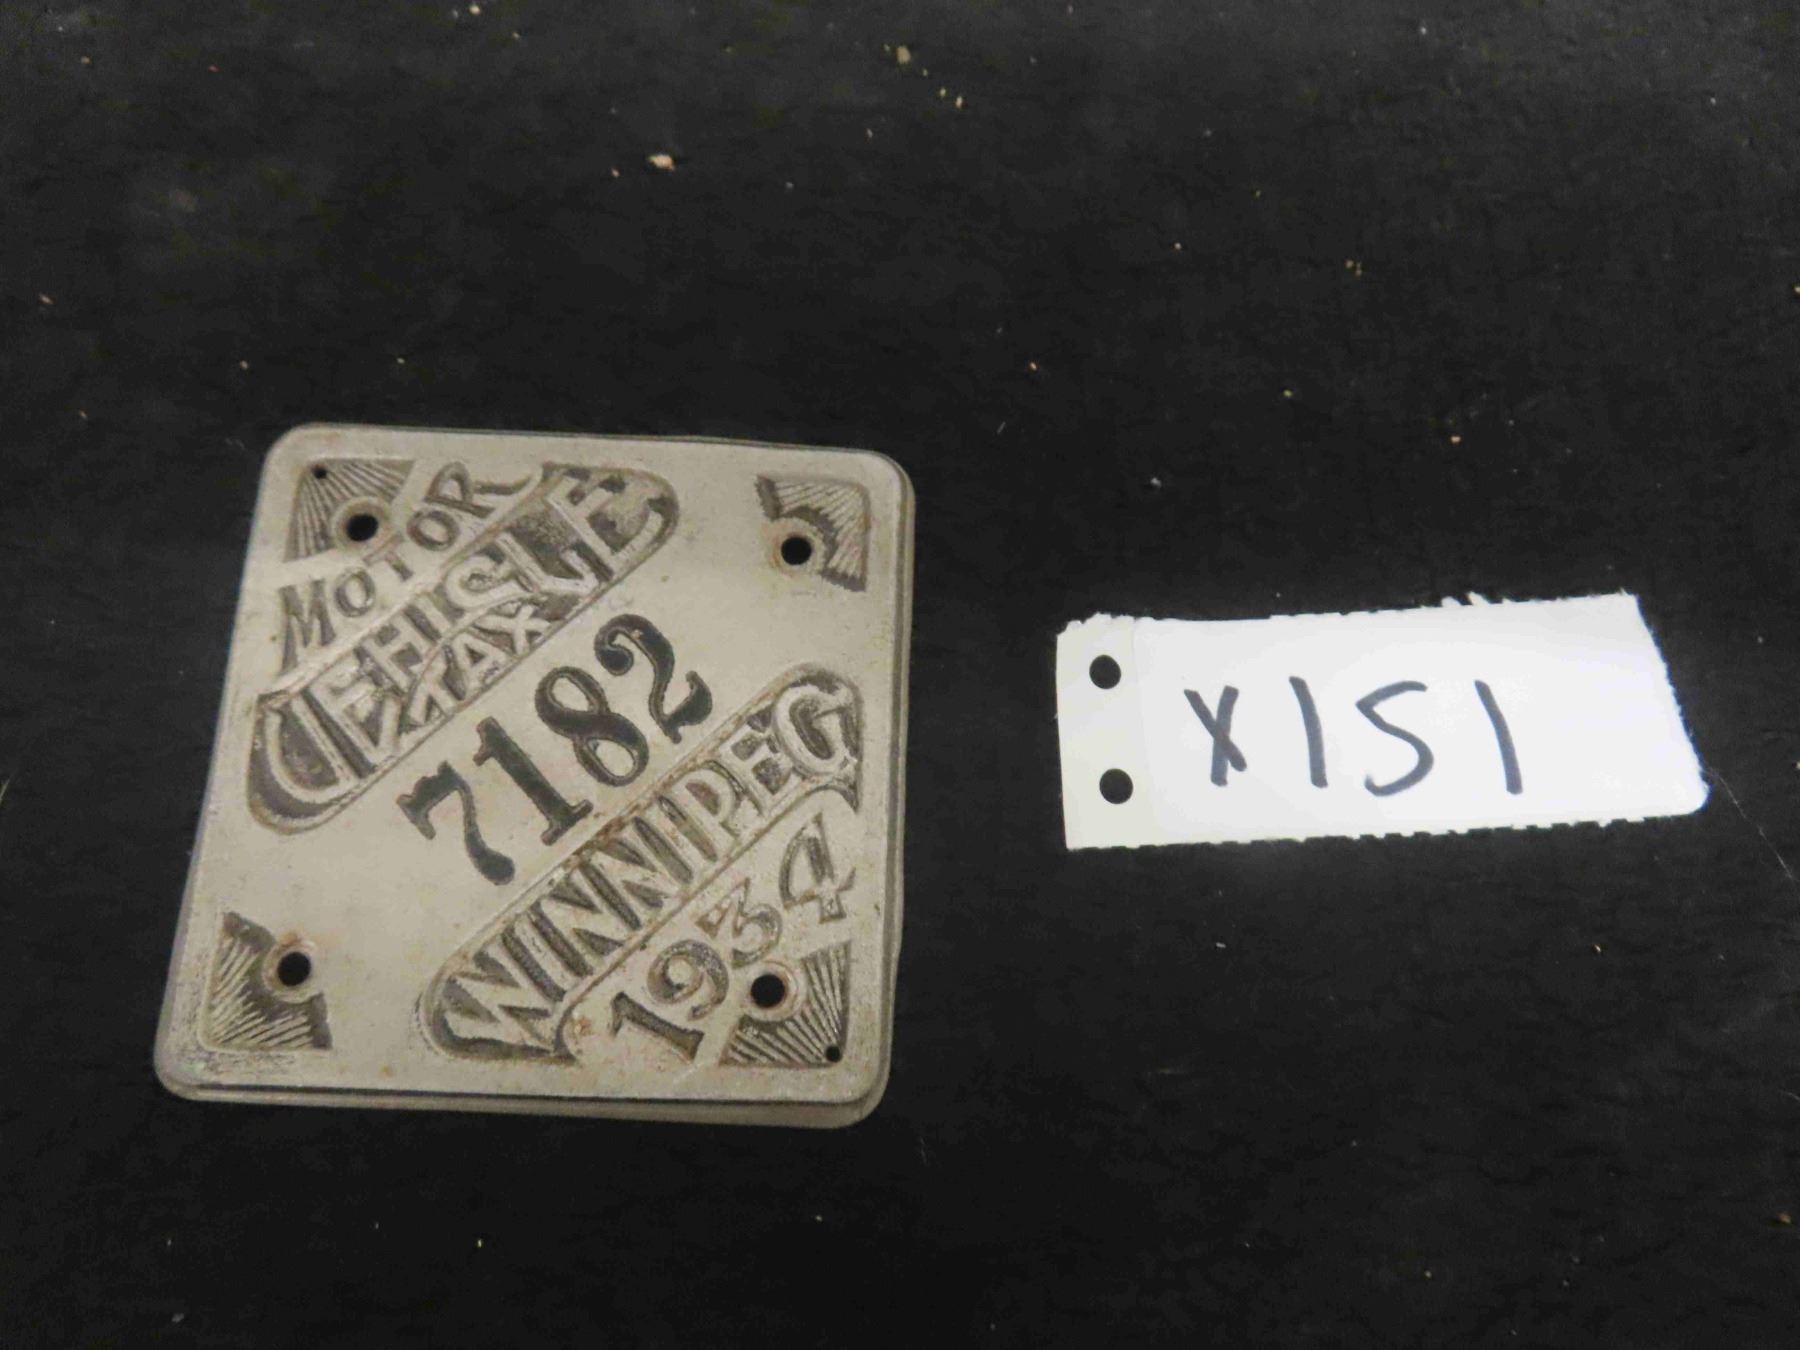 MOTOR
VEHICLE
TAX
7182
WINNIPEG
1934
X151